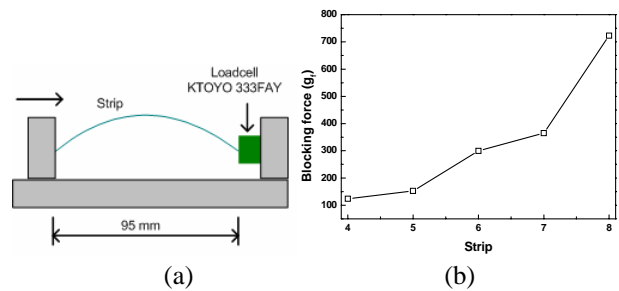 Loadcell
KTOYO 333FAY
Strip
95 mm
(a)
Blocking force (gf)
800
700
600
500
400
300
200
100
4 5 6 7 8
Strip
(b)